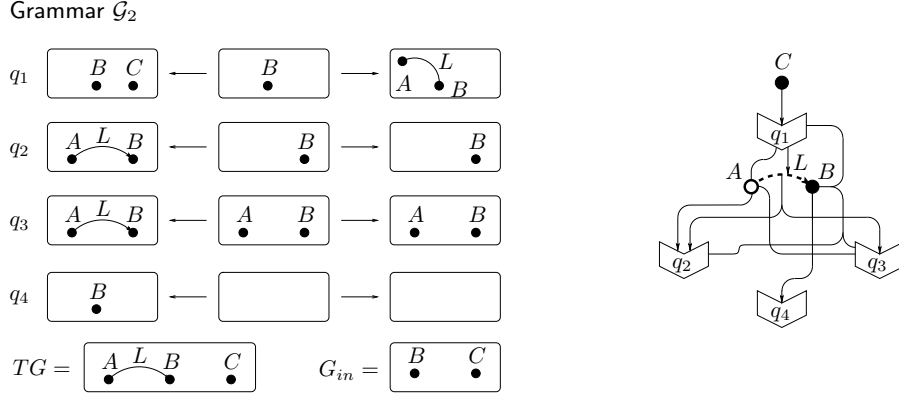 Grammar 𝒢₂
q₁ B C B L A B
q₂ A L B B B
q₃ A L B A B A B
q₄ B
TG = A L B C G_in = B C
C
q₁
A L B
q₂ q₃
q₄